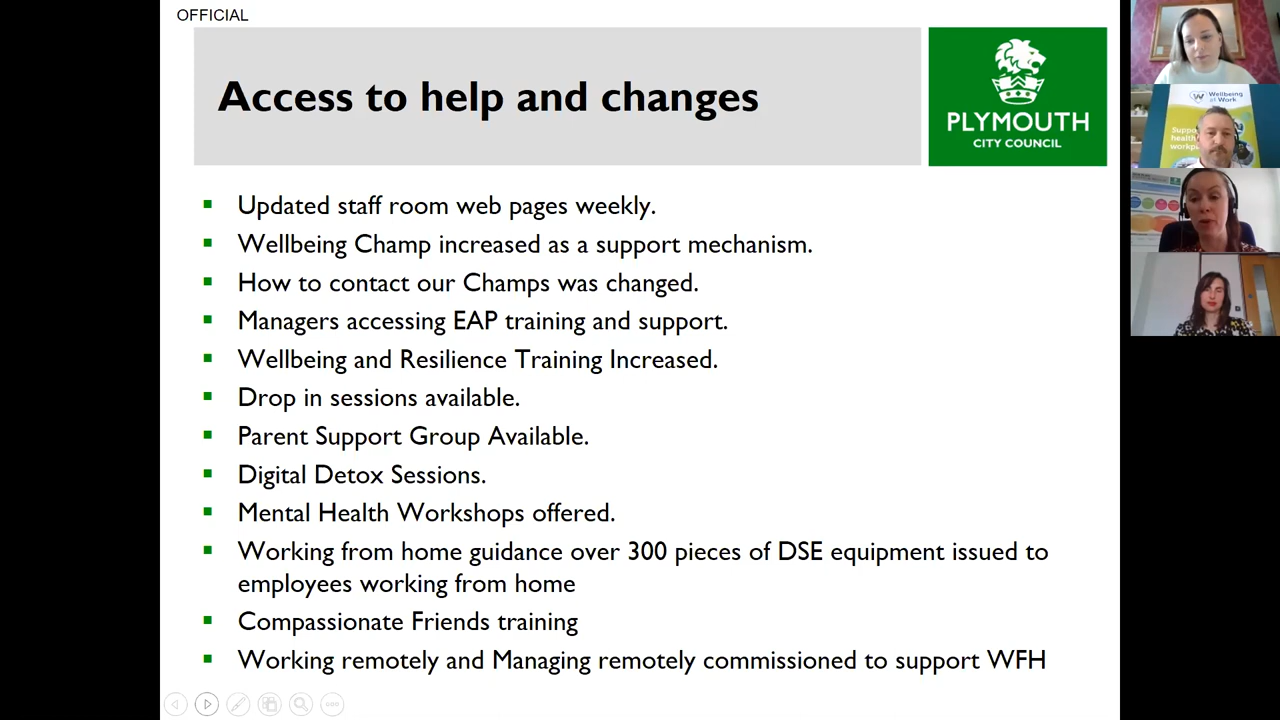 OFFICIAL
Access to help and changes
PLYMOUTH
CITY COUNCIL
Updated staff room web pages weekly.
Wellbeing Champ increased as a support mechanism.
How to contact our Champs was changed.
Managers accessing EAP training and support.
Wellbeing and Resilience Training Increased.
Drop in sessions available.
Parent Support Group Available.
Digital Detox Sessions.
Mental Health Workshops offered.
Working from home guidance over 300 pieces of DSE equipment issued to
employees working from home
Compassionate Friends training
Working remotely and Managing remotely commissioned to support WFH
Wellbeing
at Work